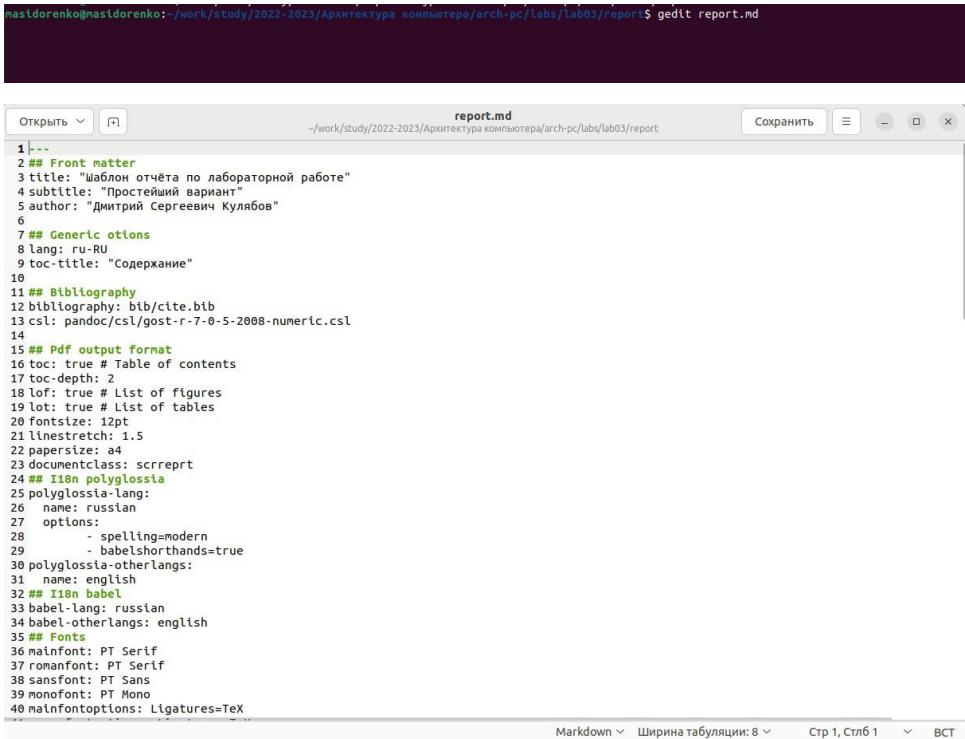 masidorenko@masidorenko:~/work/study/2022-2023/Архитектура компьютера/arch-pc/labs/lab03/report$ gedit report.md
Открыть
report.md
~/work/study/2022-2023/Архитектура компьютера/arch-pc/labs/lab03/report
Сохранить
1 ---
2 ## Front matter
3 title: "Шаблон отчёта по лабораторной работе"
4 subtitle: "Простейший вариант"
5 author: "Дмитрий Сергеевич Кулябов"
6
7 ## Generic otions
8 lang: ru-RU
9 toc-title: "Содержание"
10
11 ## Bibliography
12 bibliography: bib/cite.bib
13 csl: pandoc/csl/gost-r-7-0-5-2008-numeric.csl
14
15 ## Pdf output format
16 toc: true # Table of contents
17 toc-depth: 2
18 lof: true # List of figures
19 lot: true # List of tables
20 fontsize: 12pt
21 linestretch: 1.5
22 papersize: a4
23 documentclass: scrreprt
24 ## I18n polyglossia
25 polyglossia-lang:
26   name: russian
27   options:
28         - spelling=modern
29         - babelshorthands=true
30 polyglossia-otherlangs:
31   name: english
32 ## I18n babel
33 babel-lang: russian
34 babel-otherlangs: english
35 ## Fonts
36 mainfont: PT Serif
37 romanfont: PT Serif
38 sansfont: PT Sans
39 monofont: PT Mono
40 mainfontoptions: Ligatures=TeX
Markdown Ширина табуляции: 8 Стр 1, Стлб 1 ВСТ